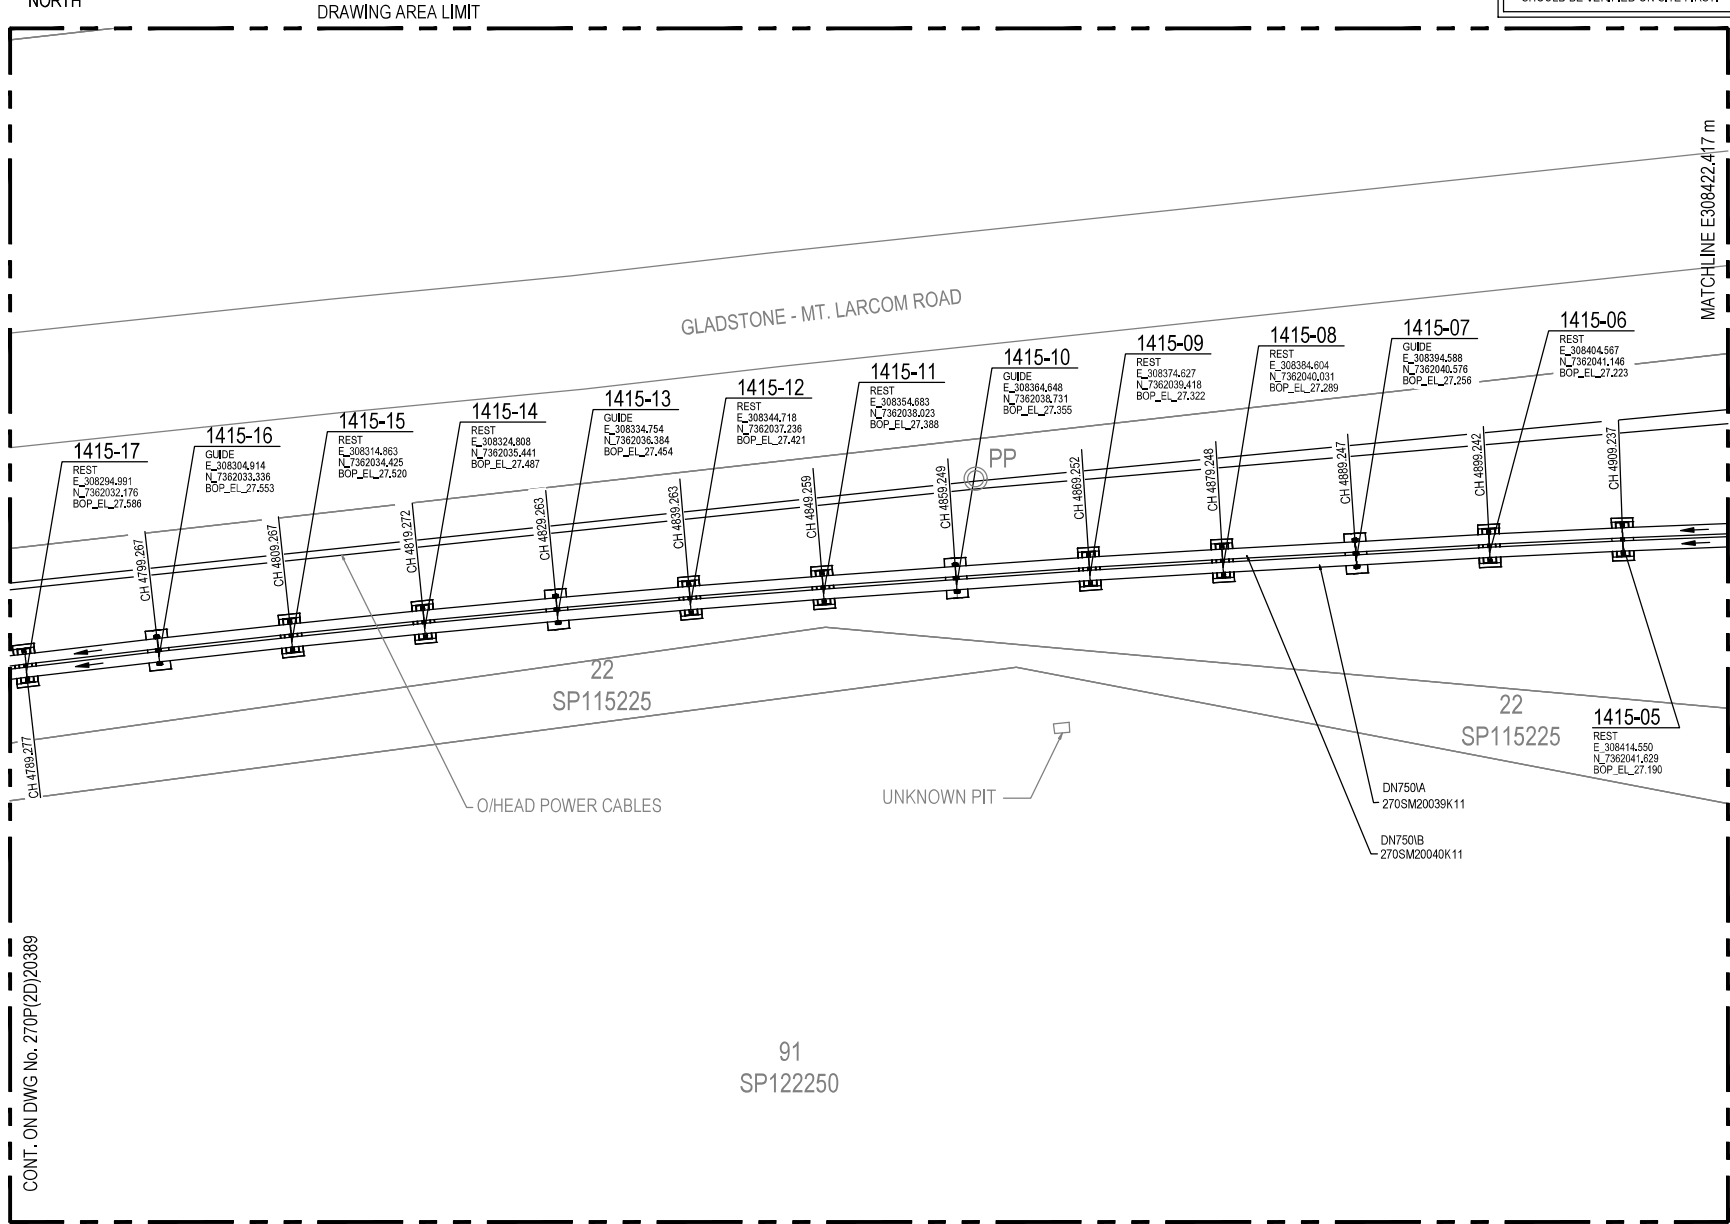 NORTH
DRAWING AREA LIMIT
MATCHLINE E308422.417 m
GLADSTONE - MT. LARCOM ROAD
1415-17
REST
E_308294.991
N_7362032.176
BOP_EL_27.586
1415-16
GUIDE
E_308304.914
N_7362033.336
BOP_EL_27.553
1415-15
REST
E_308314.863
N_7362034.425
BOP_EL_27.520
1415-14
REST
E_308324.808
N_7362035.441
BOP_EL_27.487
1415-13
GUIDE
E_308334.754
N_7362036.384
BOP_EL_27.454
1415-12
REST
E_308344.718
N_7362037.236
BOP_EL_27.421
1415-11
REST
E_308354.683
N_7362038.023
BOP_EL_27.388
1415-10
GUIDE
E_308364.648
N_7362038.731
BOP_EL_27.355
1415-09
REST
E_308374.627
N_7362039.418
BOP_EL_27.322
1415-08
REST
E_308384.604
N_7362040.031
BOP_EL_27.289
1415-07
GUIDE
E_308394.588
N_7362040.576
BOP_EL_27.256
1415-06
REST
E_308404.567
N_7362041.146
BOP_EL_27.223
CH 4789.277
CH 4799.267
CH 4809.267
CH 4819.272
CH 4829.263
CH 4839.263
CH 4849.259
CH 4859.249
PP
CH 4869.252
CH 4879.248
CH 4889.247
CH 4899.242
CH 4909.237
22
SP115225
22
SP115225
1415-05
REST
E_308414.550
N_7362041.629
BOP_EL_27.190
O/HEAD POWER CABLES
UNKNOWN PIT
DN750\A
270SM20039K11
DN750\B
270SM20040K11
91
SP122250
CONT. ON DWG No. 270P(2D)20389